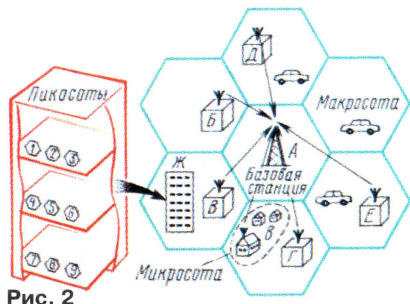 Пикосоты
1 2 3
4 5 6
7 8 9
Ж
Д
Б
Макросота
А
Базовая
станция
В
Е
В
Г
Микросота
Рис. 2